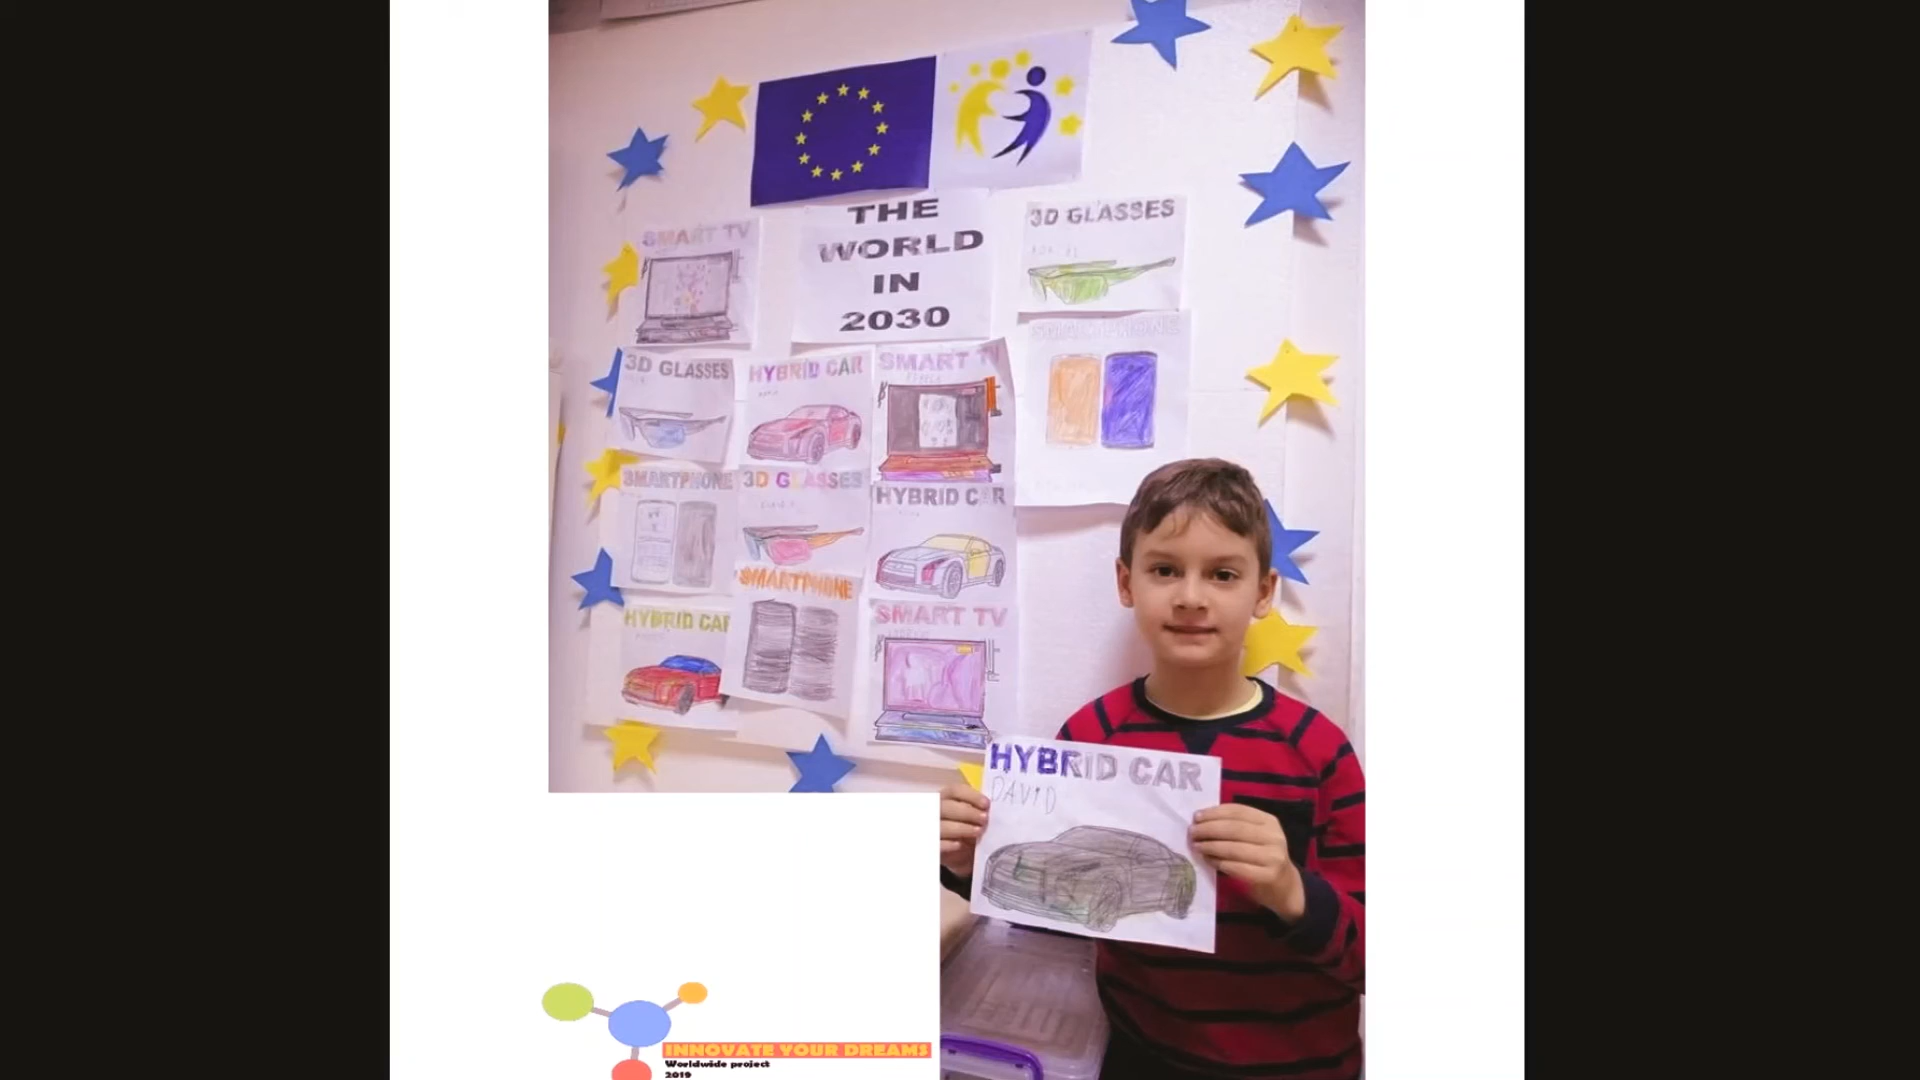 THE
WORLD
IN
2030
SMART TV
3D GLASSES
SMARTPHONE
3D GLASSES
HYBRID CAR
SMART TV
SMARTPHONE
3D GLASSES
HYBRID CAR
HYBRID CAR
SMARTPHONE
SMART TV
HYBRID CAR
DAVID
INNOVATE YOUR DREAMS
Worldwide project
2019